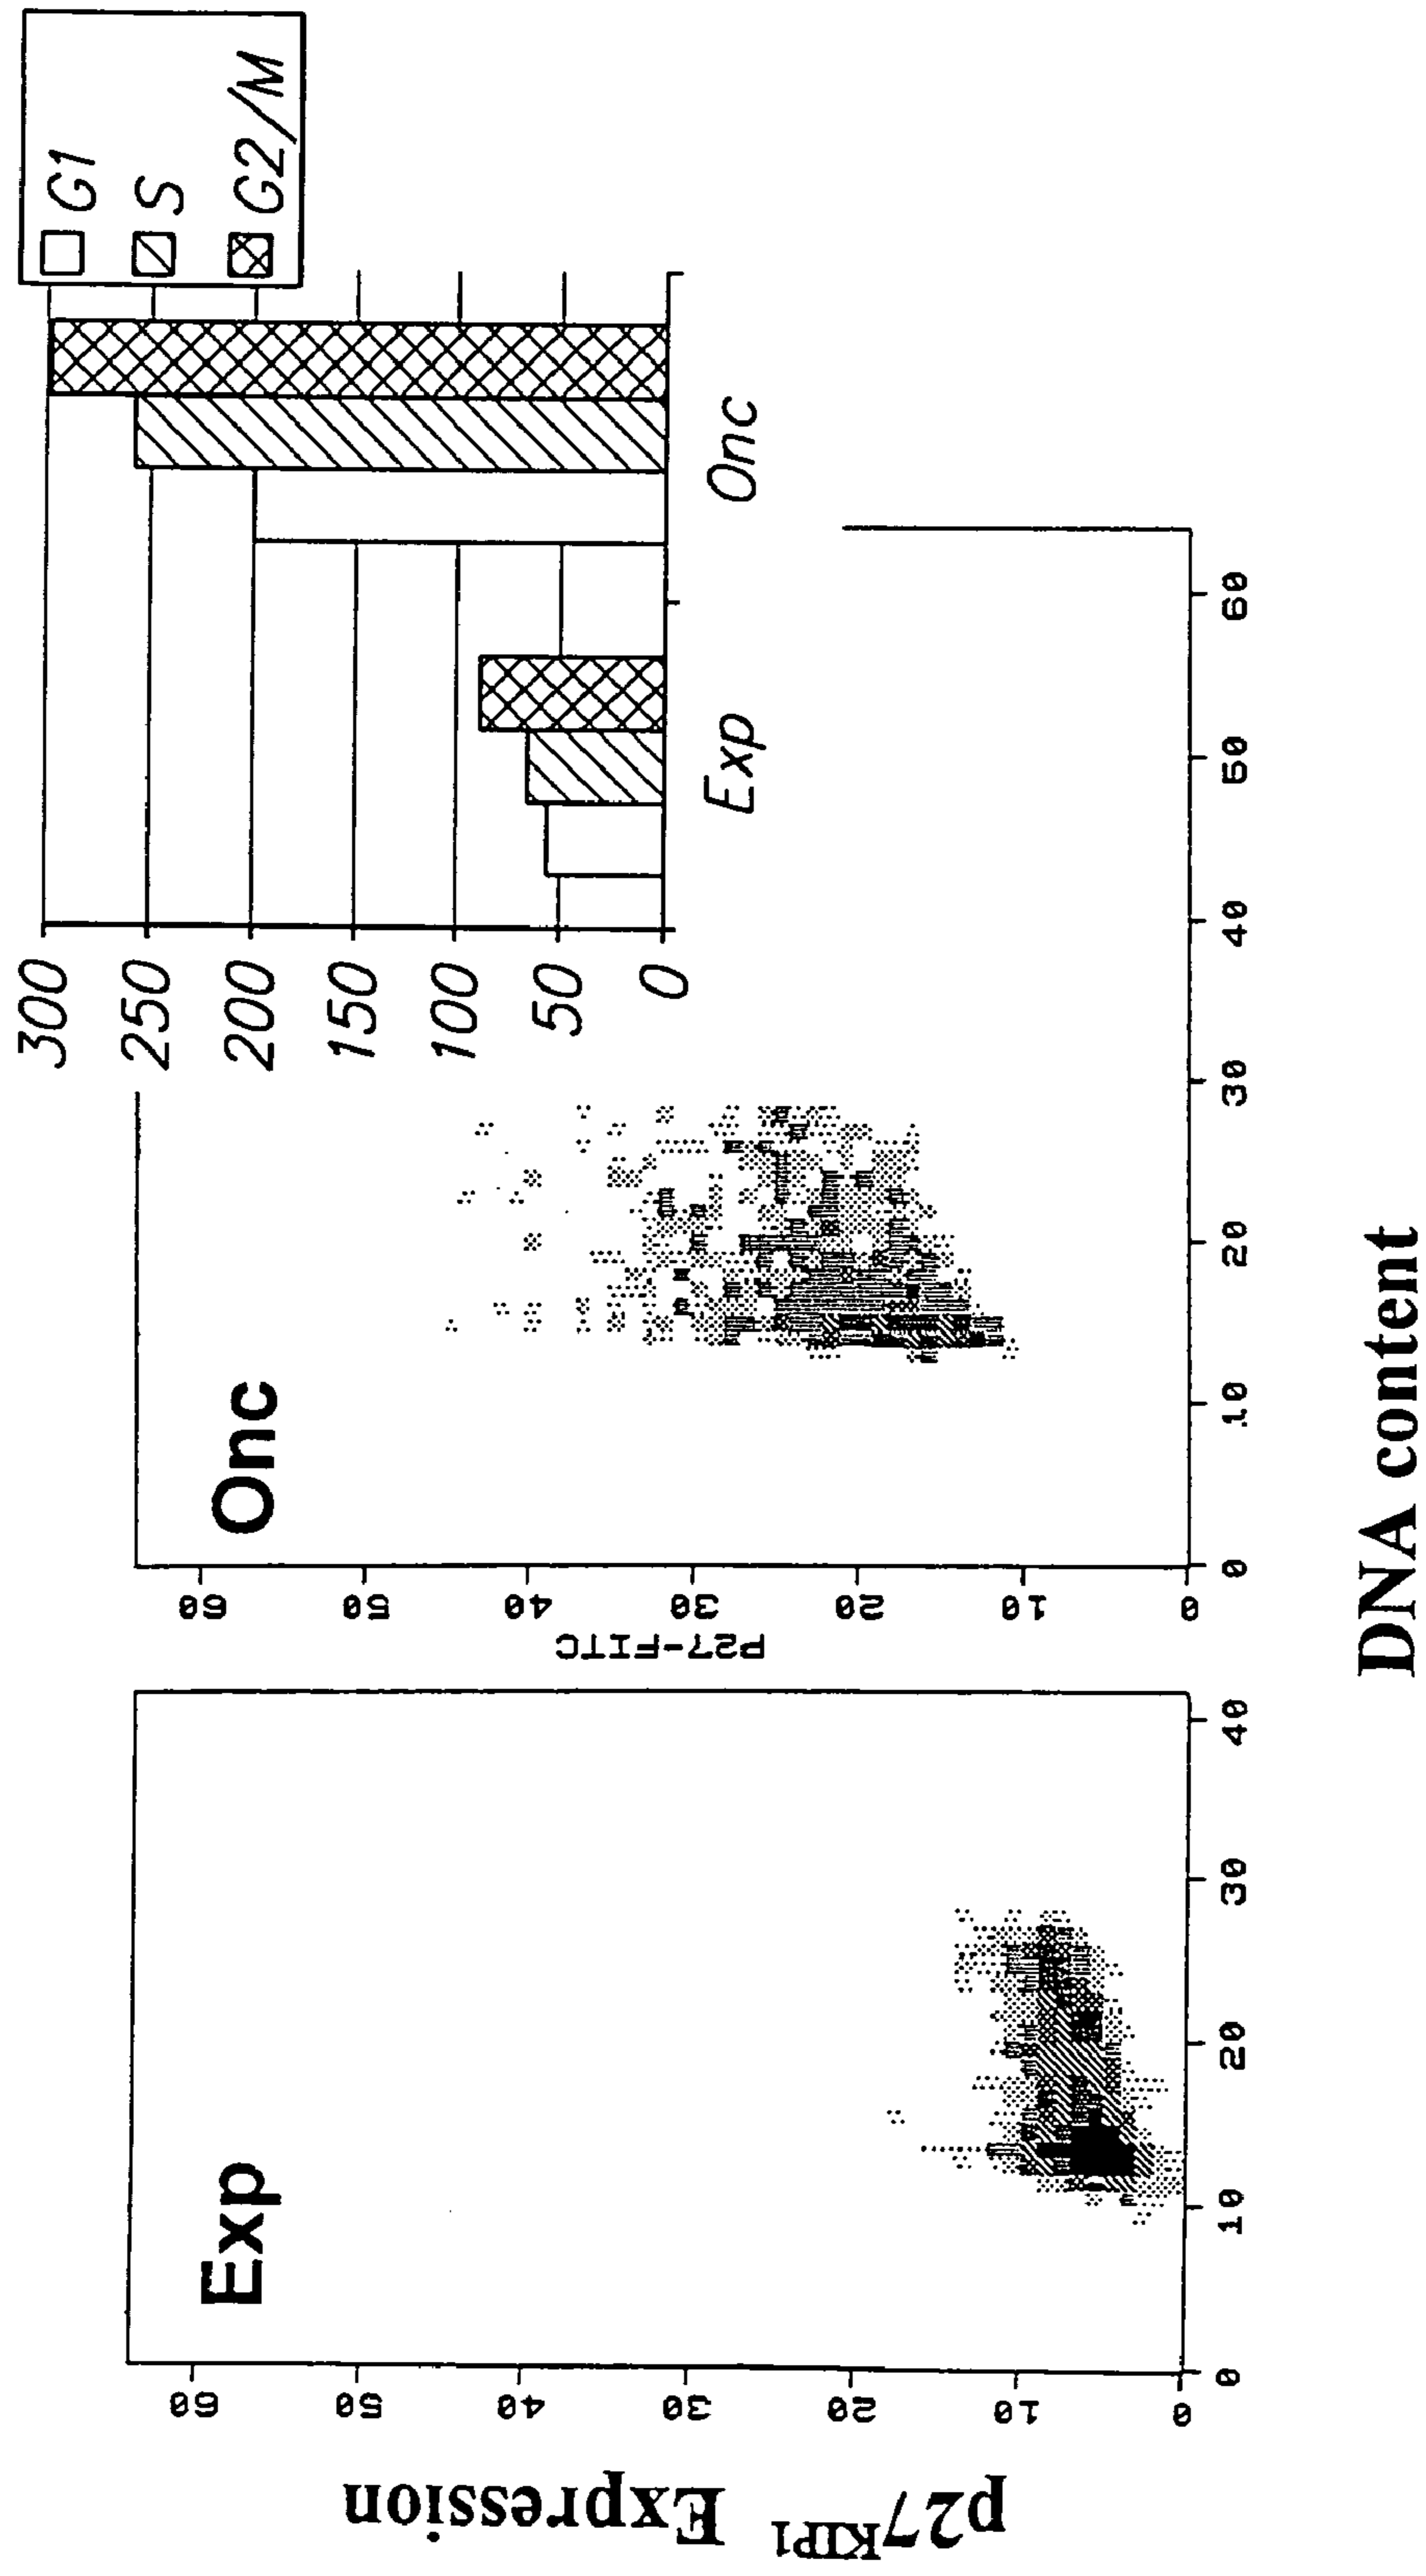 p27KIP1 Expression
Exp
60
50
40
30
20
10
0
0 10 20 30 40
P27-FITC
Onc
60
50
40
30
20
10
0
0 10 20 30 40 50 60
300
250
200
150
100
50
0
Exp Onc
G1
S
G2/M
DNA content